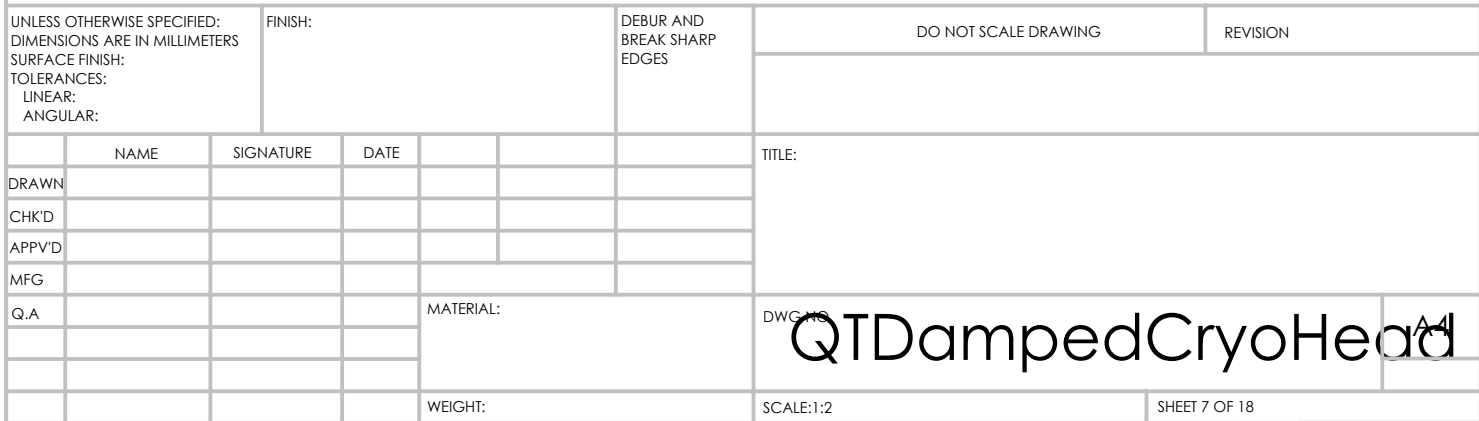 UNLESS OTHERWISE SPECIFIED:
DIMENSIONS ARE IN MILLIMETERS
SURFACE FINISH:
TOLERANCES:
LINEAR:
ANGULAR:
FINISH:
DEBUR AND
BREAK SHARP
EDGES
DO NOT SCALE DRAWING
REVISION
NAME
SIGNATURE
DATE
DRAWN
CHK'D
APPV'D
MFG
Q.A
TITLE:
MATERIAL:
DWG NO.
QTDampedCryoHead
A4
WEIGHT:
SCALE:1:2
SHEET 7 OF 18